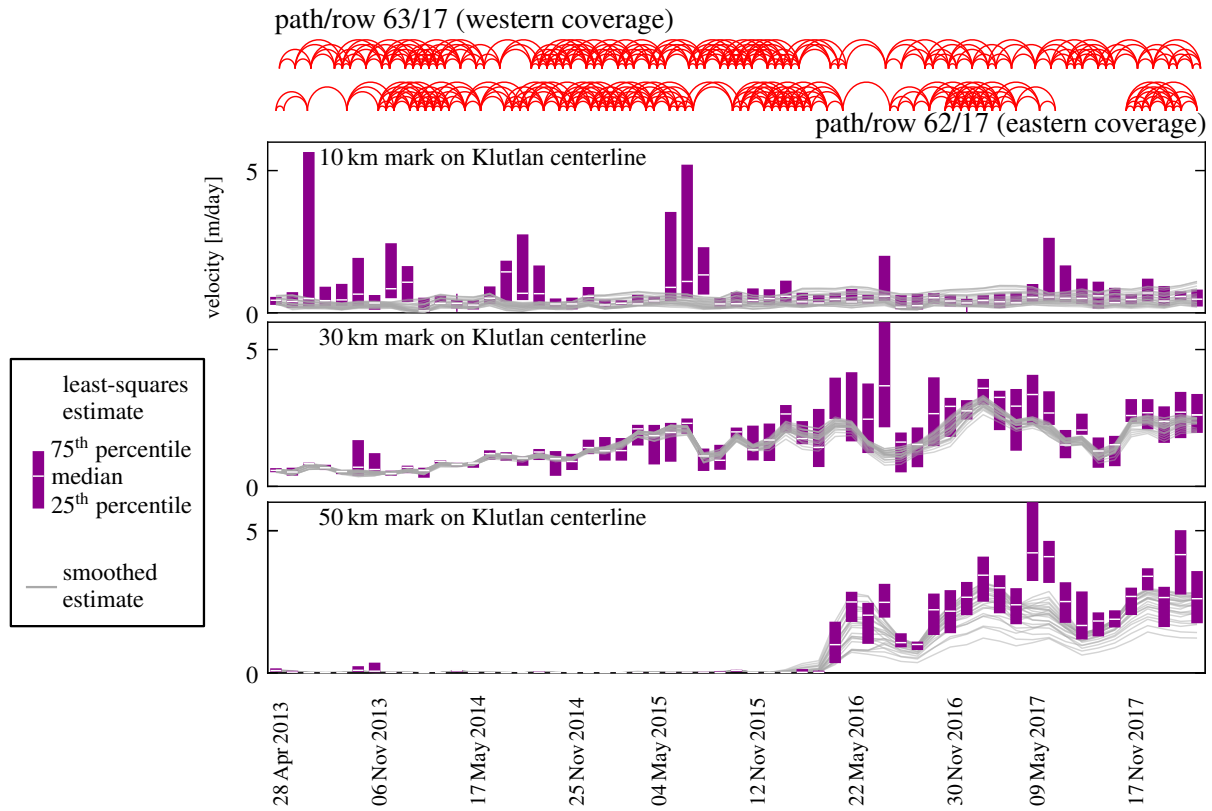 path/row 63/17 (western coverage)
path/row 62/17 (eastern coverage)
10 km mark on Klutlan centerline
5
velocity [m/day]
0
30 km mark on Klutlan centerline
5
0
least-squares
estimate
75th percentile
median
25th percentile
smoothed
estimate
50 km mark on Klutlan centerline
5
0
28 Apr 2013
06 Nov 2013
17 May 2014
25 Nov 2014
04 May 2015
12 Nov 2015
22 May 2016
30 Nov 2016
09 May 2017
17 Nov 2017